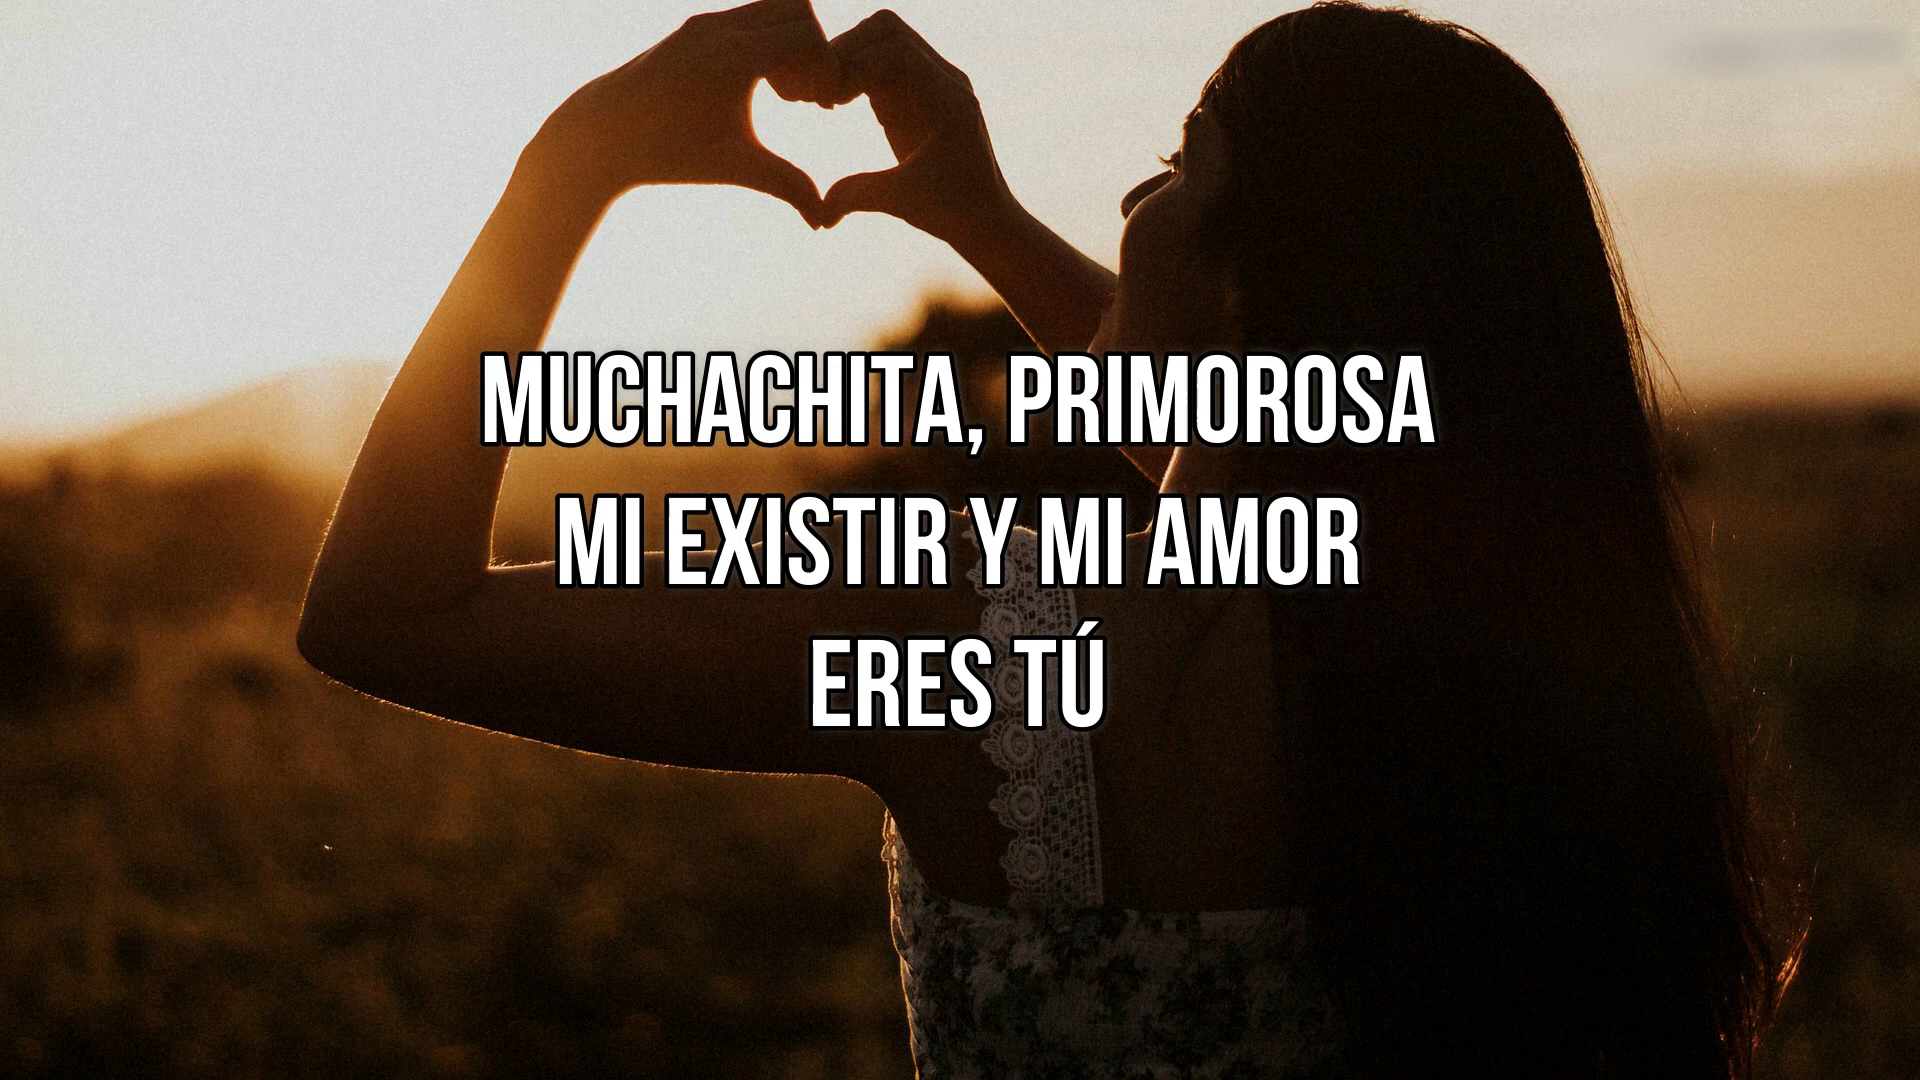 MUCHACHITA, PRIMOROSA
MI EXISTIR Y MI AMOR
ERES TÚ